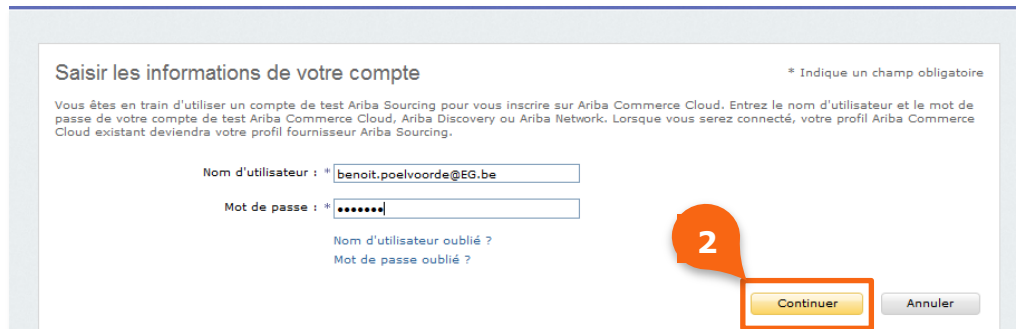 Saisir les informations de votre compte
* Indique un champ obligatoire
Vous êtes en train d'utiliser un compte de test Ariba Sourcing pour vous inscrire sur Ariba Commerce Cloud. Entrez le nom d'utilisateur et le mot de
passe de votre compte de test Ariba Commerce Cloud, Ariba Discovery ou Ariba Network. Lorsque vous serez connecté, votre profil Ariba Commerce
Cloud existant deviendra votre profil fournisseur Ariba Sourcing.
Nom d'utilisateur : * benoit.poelvoorde@EG.be
Mot de passe : * •••••••
Nom d'utilisateur oublié ?
Mot de passe oublié ?
2
Continuer Annuler